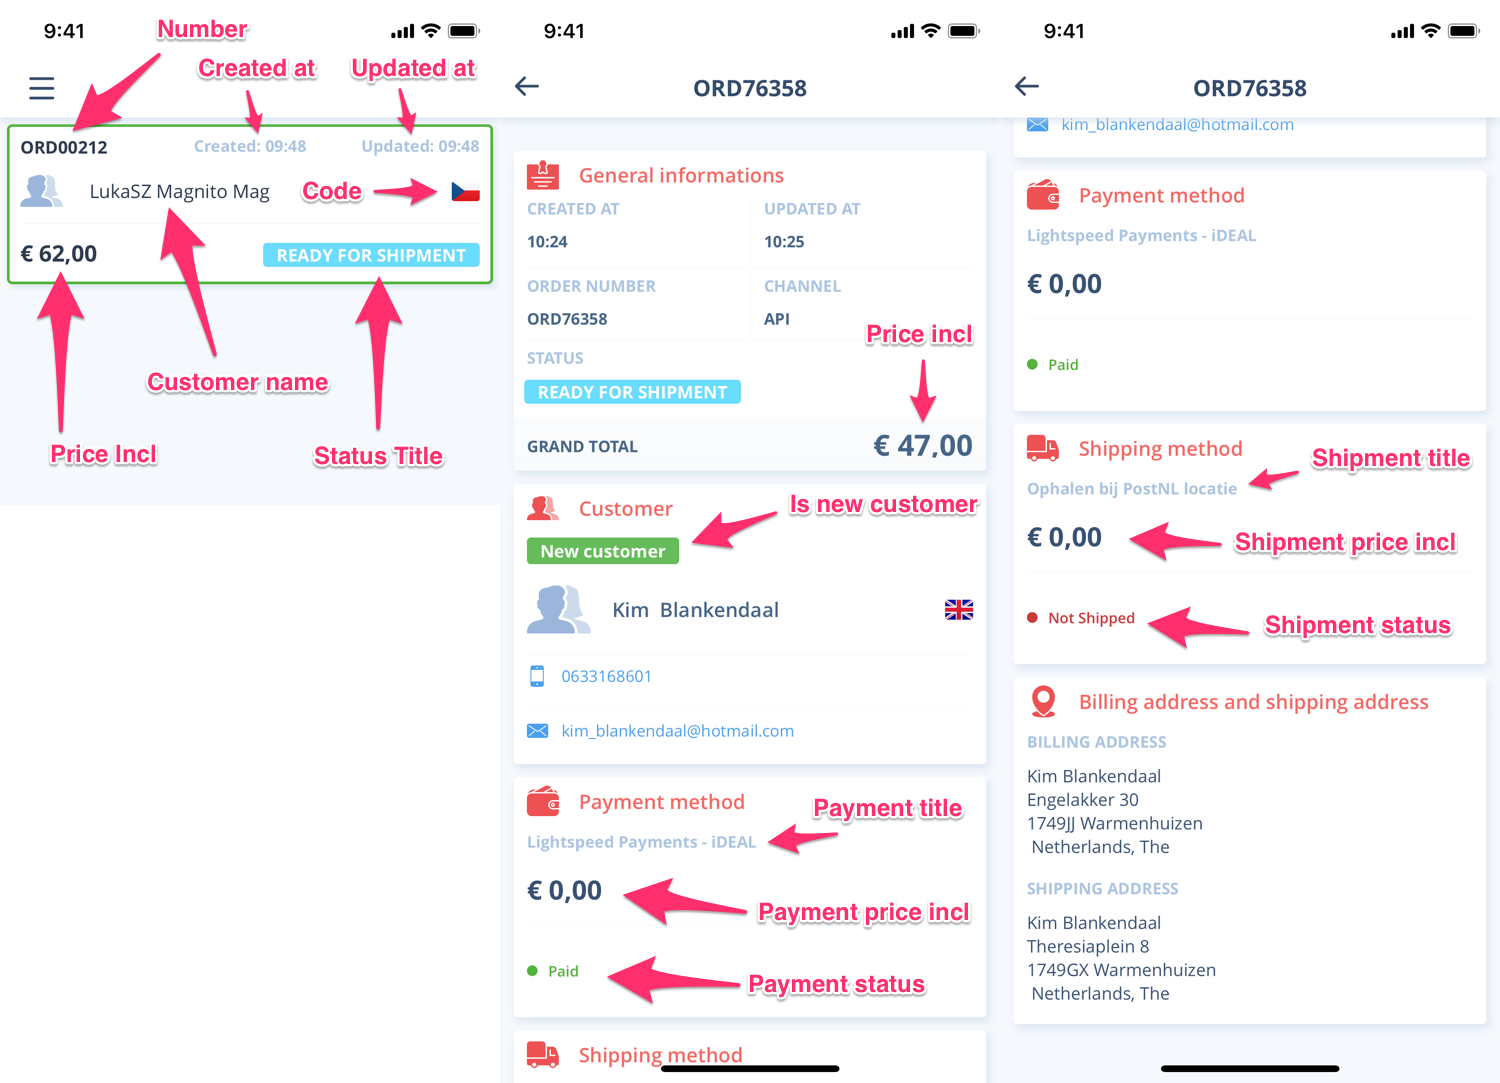 9:41
Number
Created at
Updated at
ORD00212
Created: 09:48
Updated: 09:48
LukaSZ Magnito Mag
Code
€ 62,00
READY FOR SHIPMENT
Customer name
Price Incl
Status Title
9:41
ORD76358
General informations
CREATED AT
UPDATED AT
10:24
10:25
ORDER NUMBER
CHANNEL
ORD76358
API
Price incl
STATUS
READY FOR SHIPMENT
GRAND TOTAL
€ 47,00
Customer
Is new customer
New customer
Kim Blankendaal
0633168601
kim_blankendaal@hotmail.com
Payment method
Payment title
Lightspeed Payments - iDEAL
€ 0,00
Payment price incl
Paid
Payment status
Shipping method
9:41
ORD76358
kim_blankendaal@hotmail.com
Payment method
Lightspeed Payments - iDEAL
€ 0,00
Paid
Shipping method
Shipment title
Ophalen bij PostNL locatie
€ 0,00
Shipment price incl
Not Shipped
Shipment status
Billing address and shipping address
BILLING ADDRESS
Kim Blankendaal
Engelakker 30
1749JJ Warmenhuizen
Netherlands, The
SHIPPING ADDRESS
Kim Blankendaal
Theresiaplein 8
1749GX Warmenhuizen
Netherlands, The